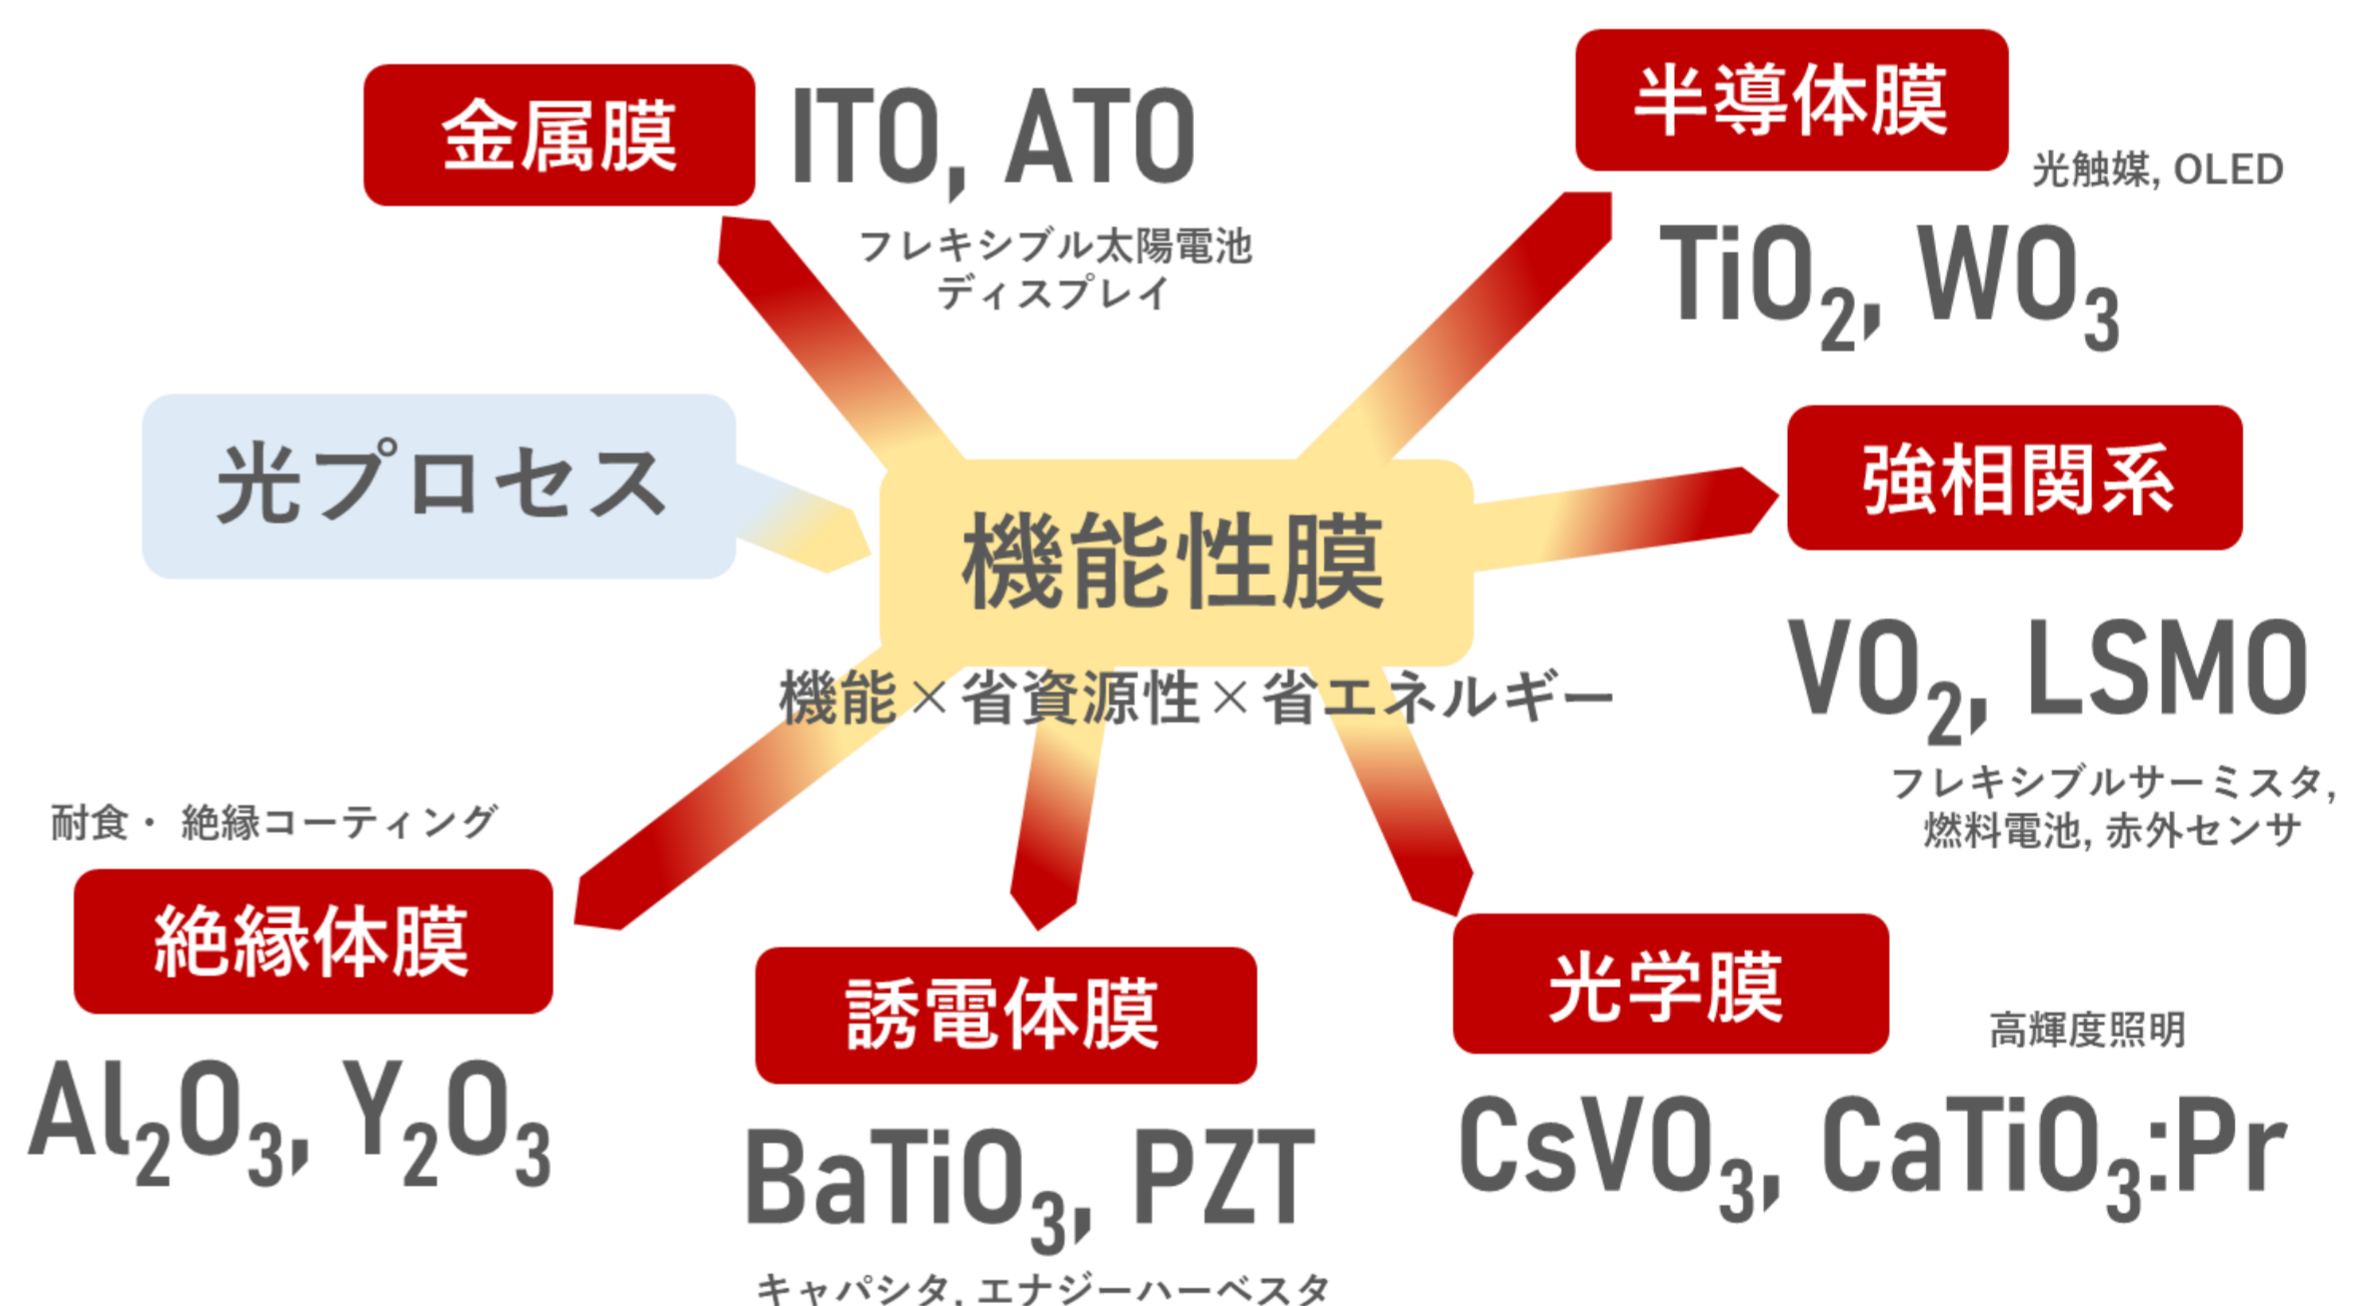 金属膜
ITO, ATO
フレキシブル太陽電池
ディスプレイ
半導体膜
光触媒, OLED
TiO₂, WO₃
光プロセス
機能性膜
機能×省資源性×省エネルギー
強相関系
VO₂, LSMO
フレキシブルサーミスタ,
燃料電池, 赤外センサ
耐食・ 絶縁コーティング
絶縁体膜
Al₂O₃, Y₂O₃
誘電体膜
BaTiO₃, PZT
キャパシタ, エナジーハーベスタ
光学膜
高輝度照明
CsVO₃, CaTiO₃:Pr